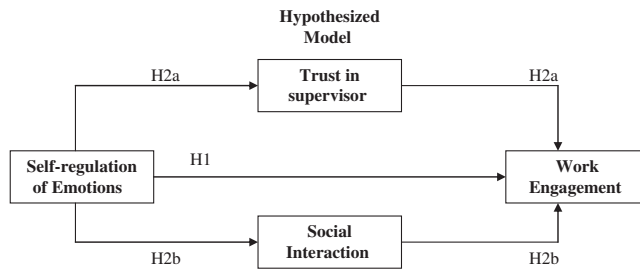 Hypothesized
Model
H2a
Trust in
supervisor
H2a
Self-regulation
of Emotions
H1
Work
Engagement
H2b
Social
Interaction
H2b